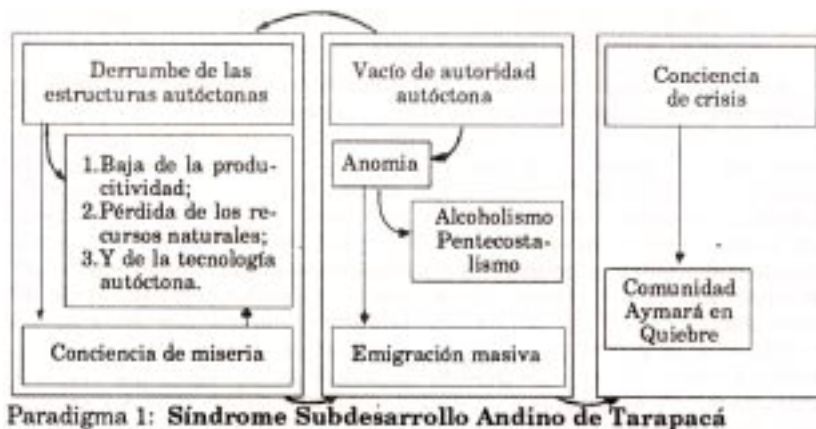 Derrumbe de las
estructuras autóctonas
1.Baja de la produ-
citividad;
2.Pérdida de los re-
cursos naturales;
3.Y de la tecnología
autóctona.
Conciencia de miseria
Vacío de autoridad
autóctona
Anomia
Alcoholismo
Pentecosta-
lismo
Emigración masiva
Conciencia
de crisis
Comunidad
Aymará en
Quiebre
Paradigma 1: Síndrome Subdesarrollo Andino de Tarapacá